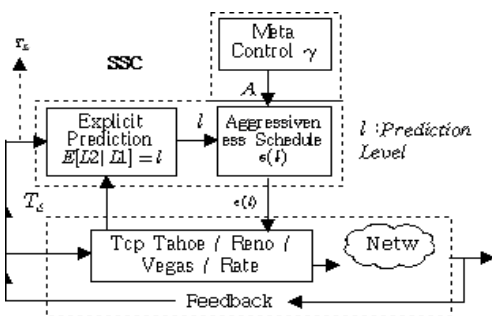 Meta
Control γ
SSC
A
Explicit
Prediction
E[L2| L1] = l
l
Aggressiven
ess Schedule
ε(l)
l :Prediction
Level
ε(l)
Tcp Tahoe / Reno /
Vegas / Rate
Netw
Feedback